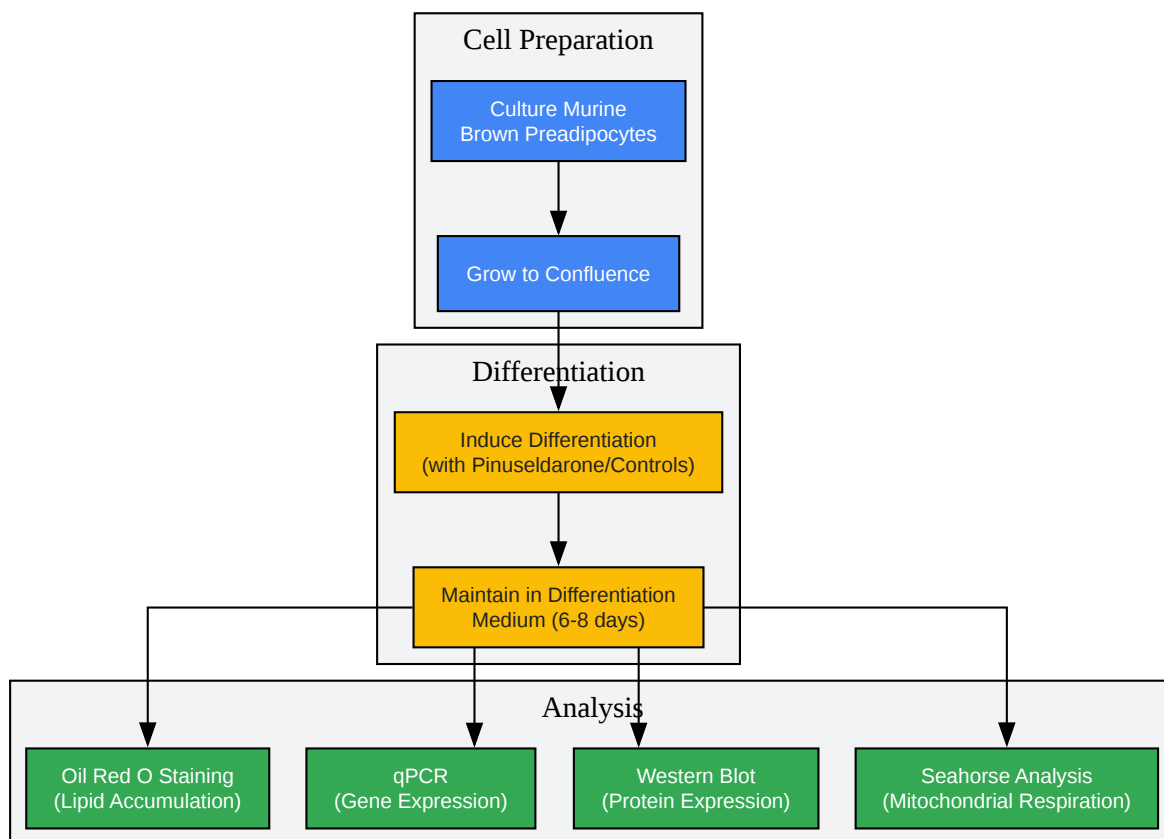 Cell Preparation
Culture Murine
Brown Preadipocytes
Grow to Confluence
Differentiation
Induce Differentiation
(with Pinuseldarone/Controls)
Maintain in Differentiation
Medium (6-8 days)
Analysis
Oil Red O Staining
(Lipid Accumulation)
qPCR
(Gene Expression)
Western Blot
(Protein Expression)
Seahorse Analysis
(Mitochondrial Respiration)